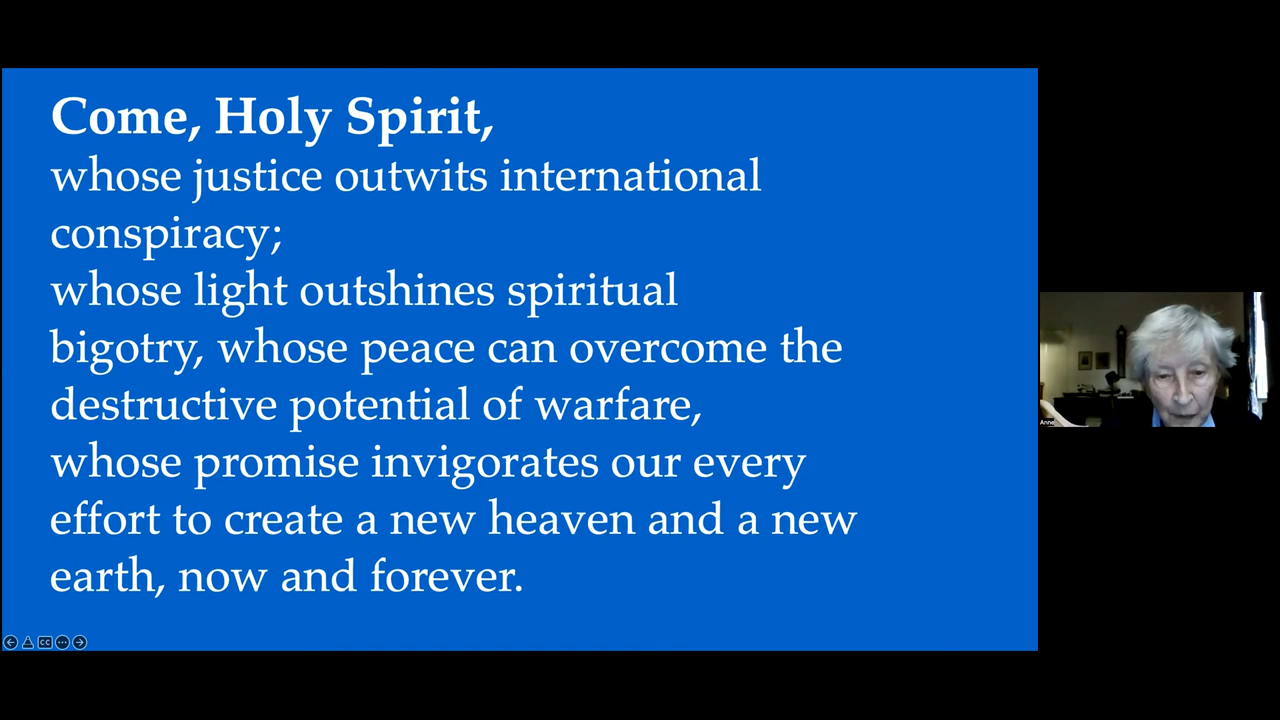 Come, Holy Spirit,
whose justice outwits international
conspiracy;
whose light outshines spiritual
bigotry, whose peace can overcome the
destructive potential of warfare,
whose promise invigorates our every
effort to create a new heaven and a new
earth, now and forever.
CC
Anne